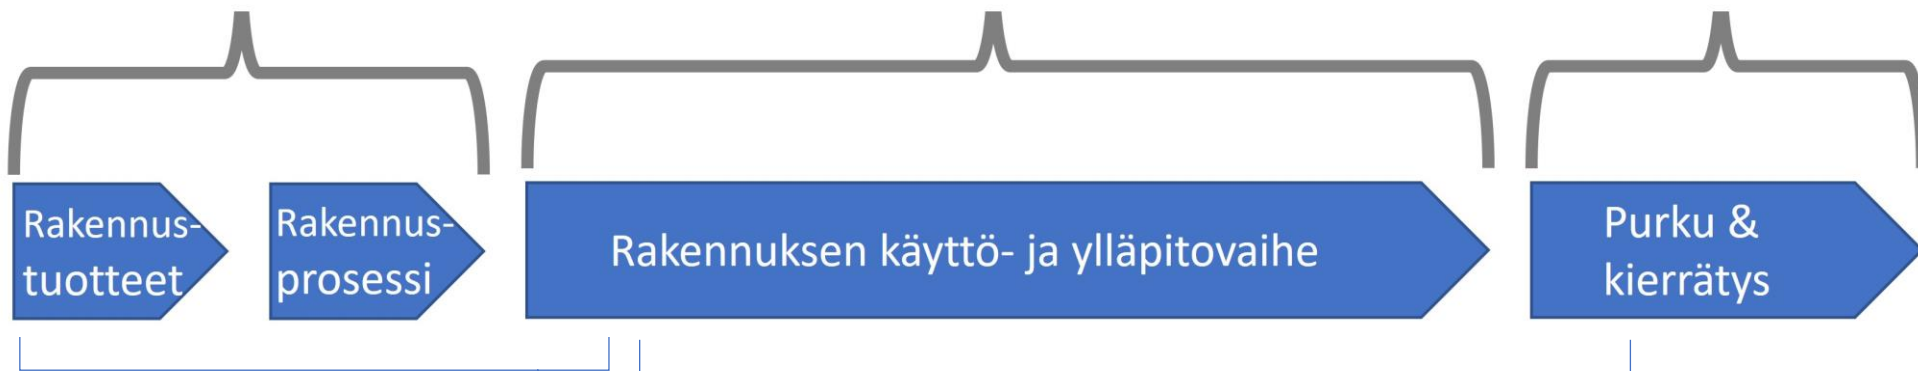 Rakennus-
tuotteet
Rakennus-
prosessi
Rakennuksen käyttö- ja ylläpitovaihe
Purku &
kierrätys